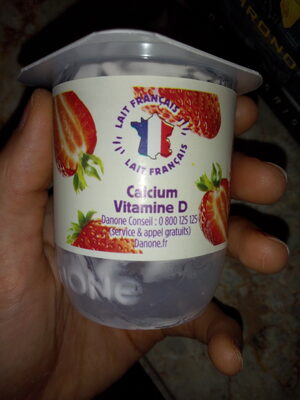 LAIT FRANÇAIS
LAIT FRANÇAIS
Calcium
Vitamine D
Danone Conseil : 0 800 125 125
(service & appel gratuits)
Danone.fr